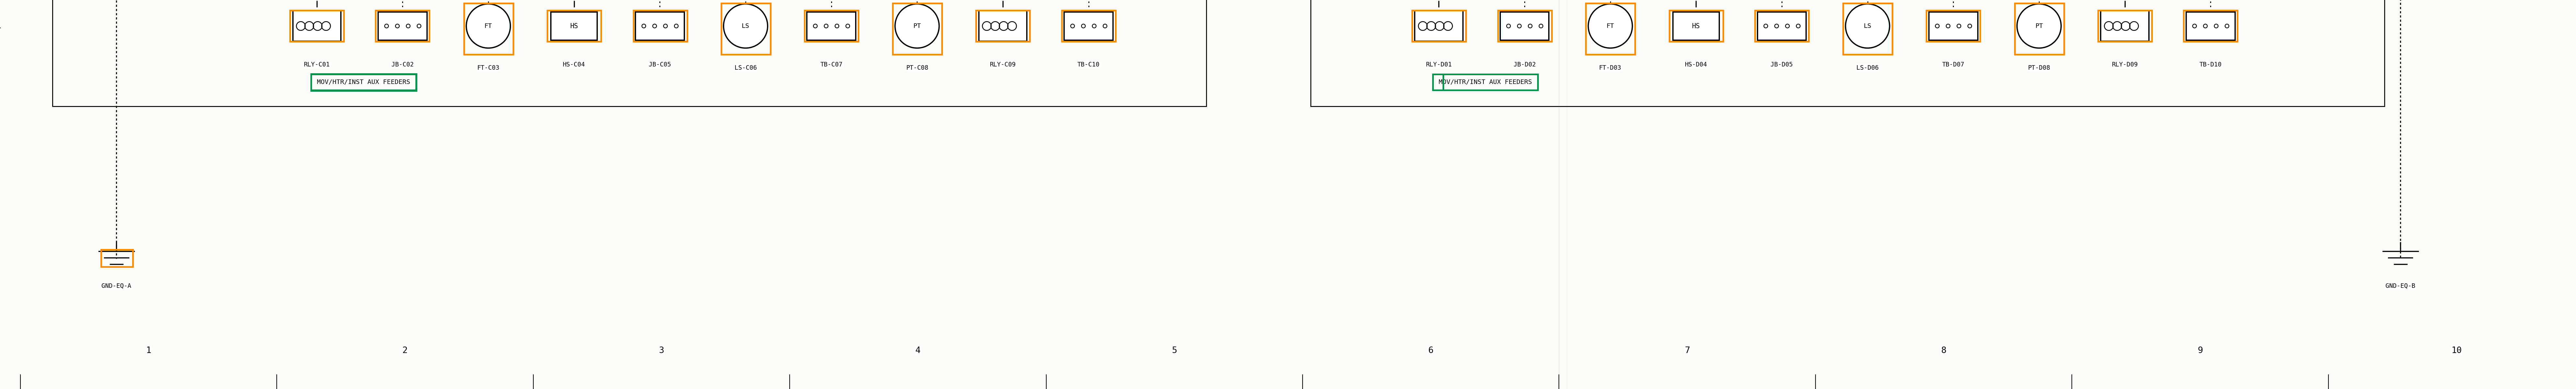 FT HS LS PT FT HS LS PT
RLY-C01 JB-C02 FT-C03 HS-C04 JB-C05 LS-C06 TB-C07 PT-C08 RLY-C09 TB-C10 RLY-D01 JB-D02 FT-D03 HS-D04 JB-D05 LS-D06 TB-D07 PT-D08 RLY-D09 TB-D10
MOV/HTR/INST AUX FEEDERS MOV/HTR/INST AUX FEEDERS
GND-EQ-A GND-EQ-B
1 2 3 4 5 6 7 8 9 10